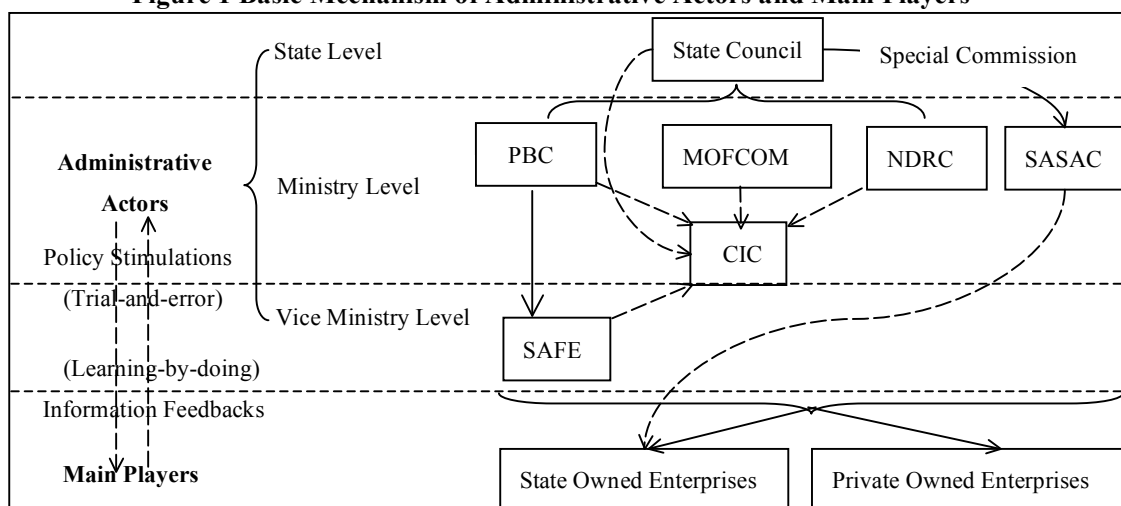 Figure 1 Basic Mechanism of Administrative Actors and Main Players
State Level
State Council
Special Commission
Administrative
Actors
Ministry Level
PBC
MOFCOM
NDRC
SASAC
CIC
Policy Stimulations
(Trial-and-error)
Vice Ministry Level
SAFE
(Learning-by-doing)
Information Feedbacks
Main Players
State Owned Enterprises
Private Owned Enterprises